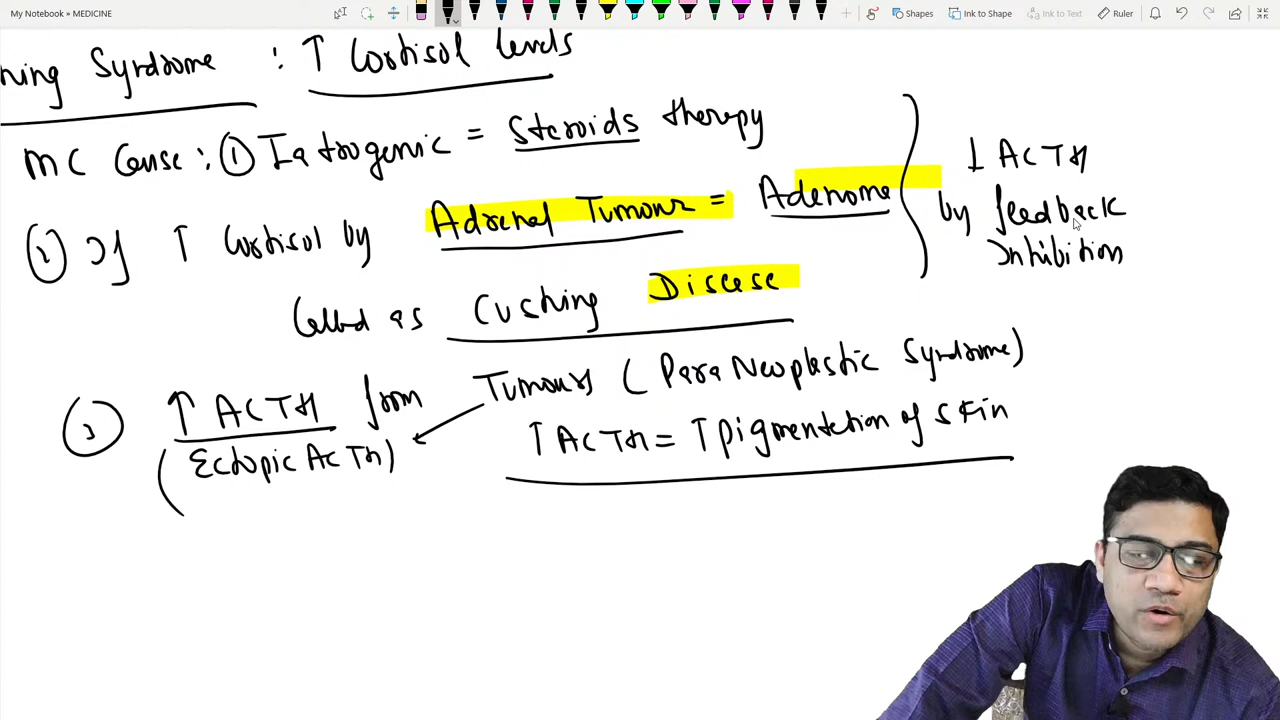 My Notebook » MEDICINE
Shapes Ink to Shape Ink to Text Ruler
ning Syndrome : ↑ Cortisol levels
MC Cause : ① Iatrogenic = Steroids therapy
② If ↑ Cortisol by Adrenal Tumour = Adenoma
Called as Cushing Disease
↓ ACTH
by feedback
Inhibition
③ ↑ ACTH from Tumours (ParaNeoplastic Syndrome)
(Ectopic ACTH)
↑ ACTH = ↑ pigmentation of skin